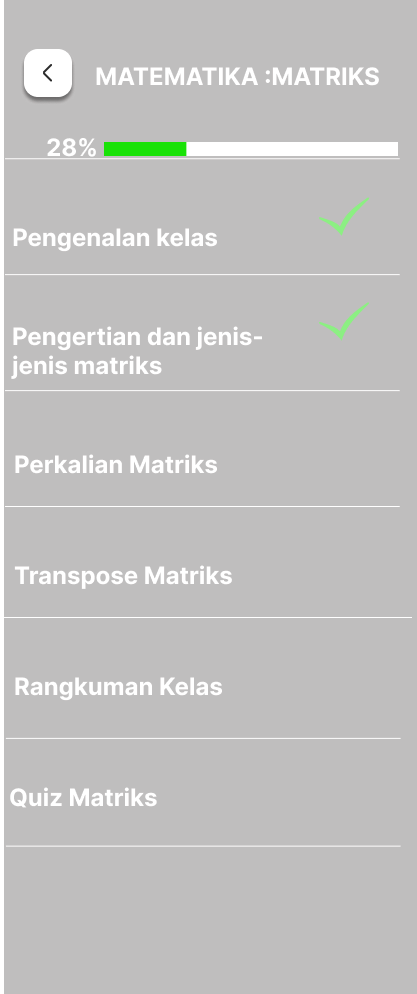 MATEMATIKA :MATRIKS
28%
Pengenalan kelas
Pengertian dan jenis-
jenis matriks
Perkalian Matriks
Transpose Matriks
Rangkuman Kelas
Quiz Matriks